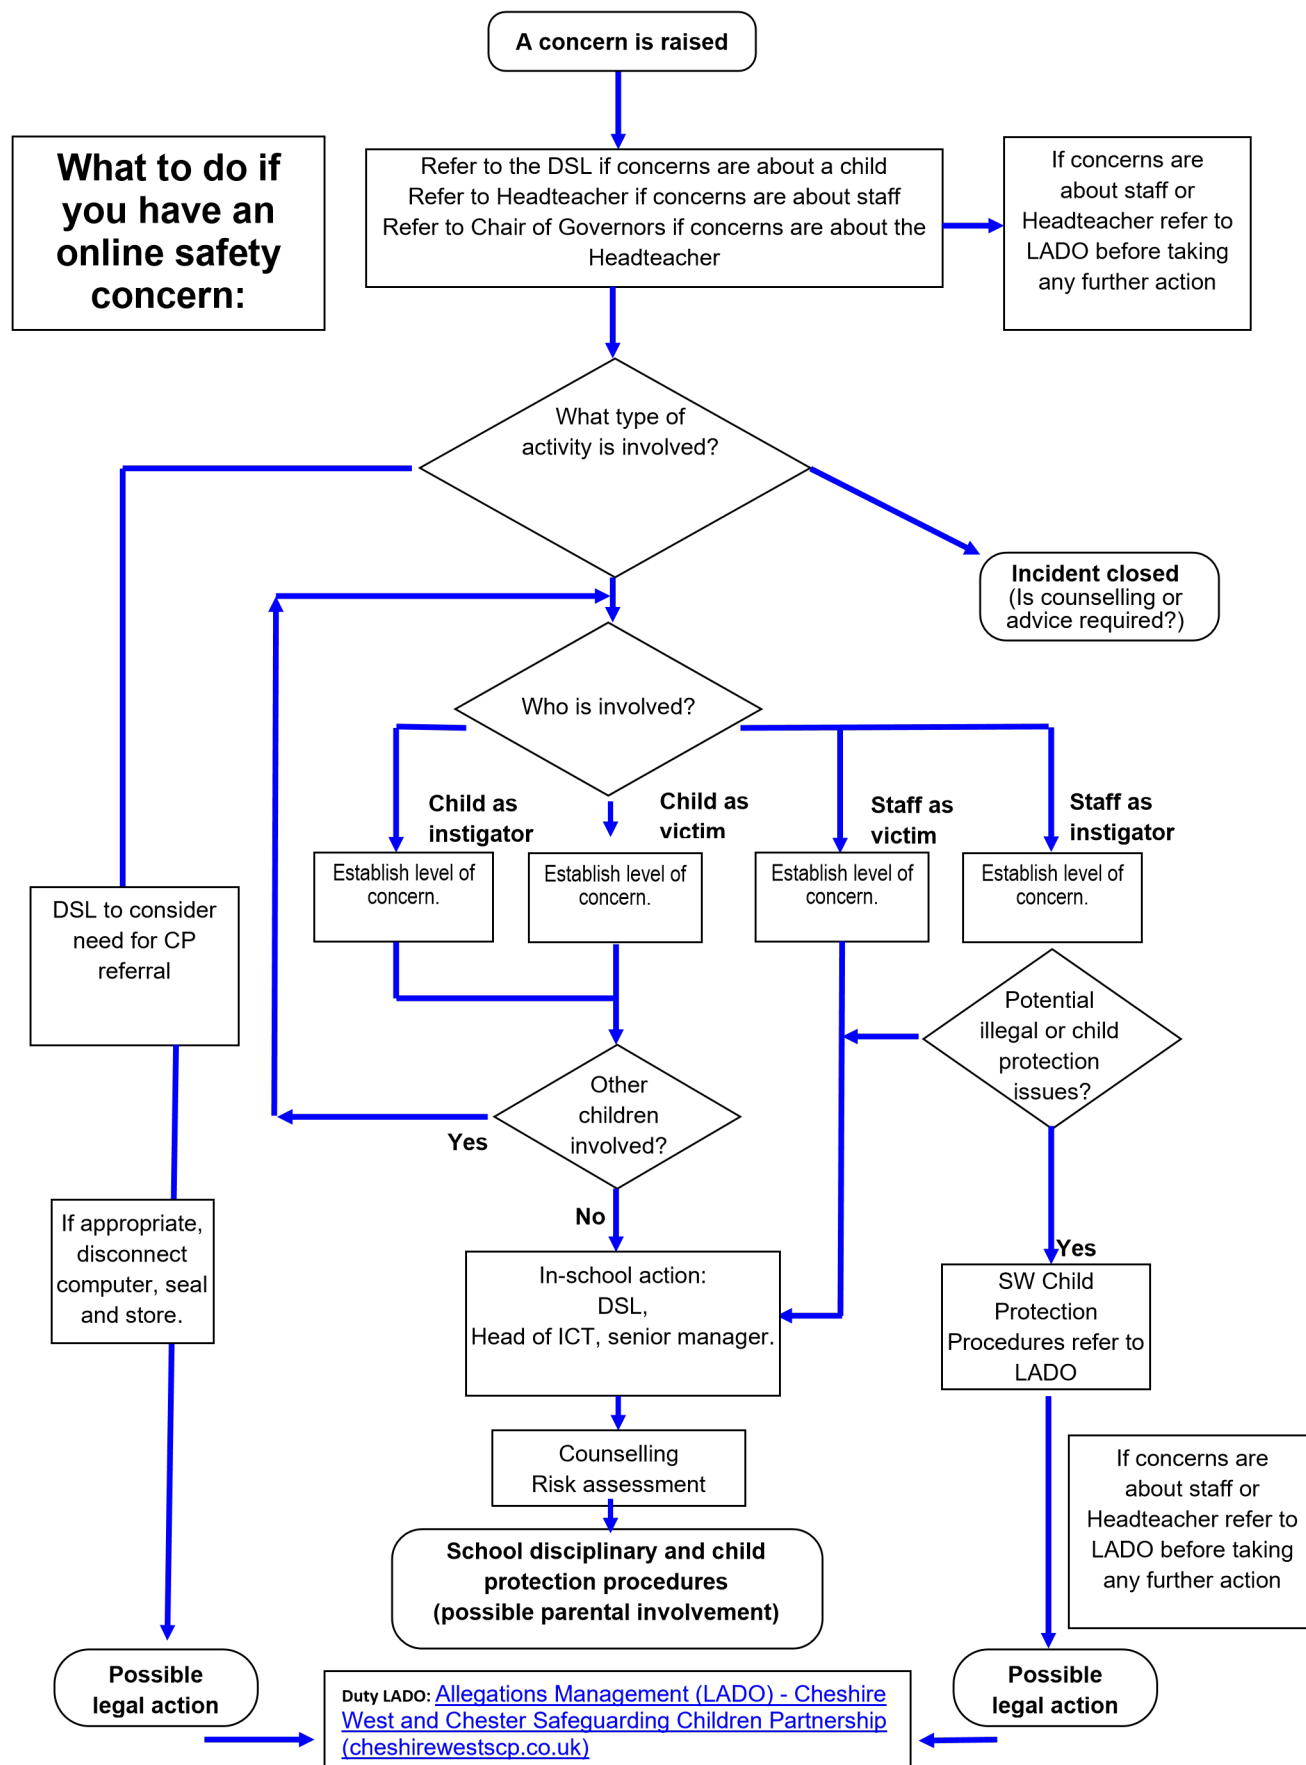 A concern is raised
What to do if
you have an
online safety
concern:
Refer to the DSL if concerns are about a child
Refer to Headteacher if concerns are about staff
Refer to Chair of Governors if concerns are about the
Headteacher
If concerns are
about staff or
Headteacher refer to
LADO before taking
any further action
What type of
activity is involved?
Incident closed
(Is counselling or
advice required?)
Who is involved?
Child as
instigator
Child as
victim
Staff as
victim
Staff as
instigator
Establish level of
concern.
Establish level of
concern.
Establish level of
concern.
Establish level of
concern.
DSL to consider
need for CP
referral
Potential
illegal or child
protection
issues?
Other
children
involved?
Yes
No
Yes
If appropriate,
disconnect
computer, seal
and store.
In-school action:
DSL,
Head of ICT, senior manager.
SW Child
Protection
Procedures refer to
LADO
Counselling
Risk assessment
If concerns are
about staff or
Headteacher refer to
LADO before taking
any further action
School disciplinary and child
protection procedures
(possible parental involvement)
Possible
legal action
Possible
legal action
Duty LADO: Allegations Management (LADO) - Cheshire
West and Chester Safeguarding Children Partnership
(cheshirewestscp.co.uk)